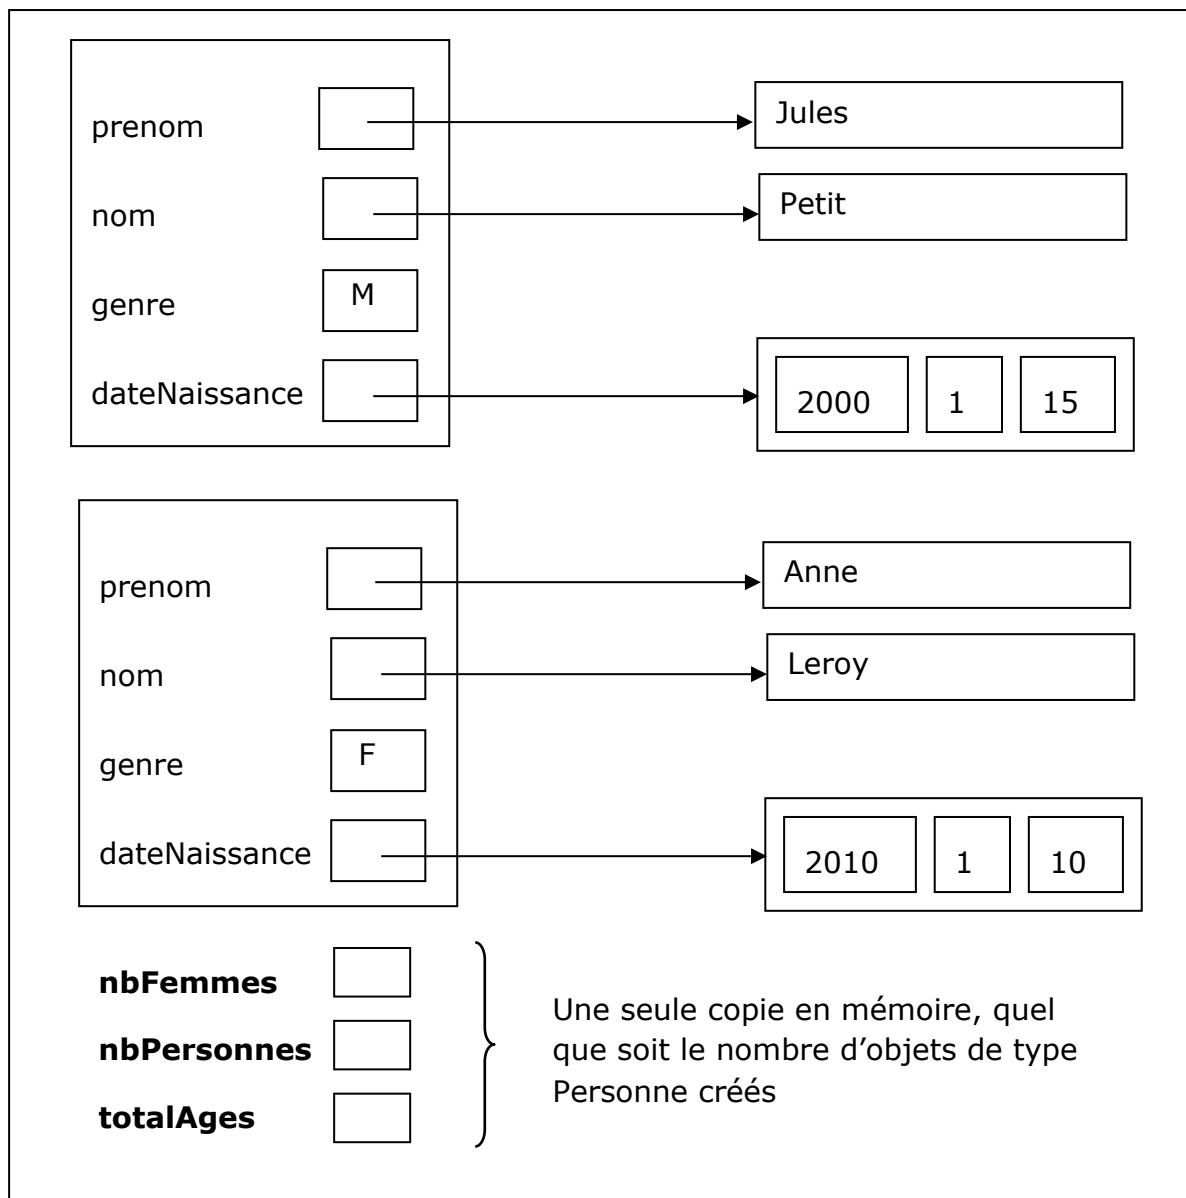 prenom
Jules
nom
Petit
genre
M
dateNaissance
2000 1 15
prenom
Anne
nom
Leroy
genre
F
dateNaissance
2010 1 10
nbFemmes
nbPersonnes
totalAges
Une seule copie en mémoire, quel
que soit le nombre d’objets de type
Personne créés